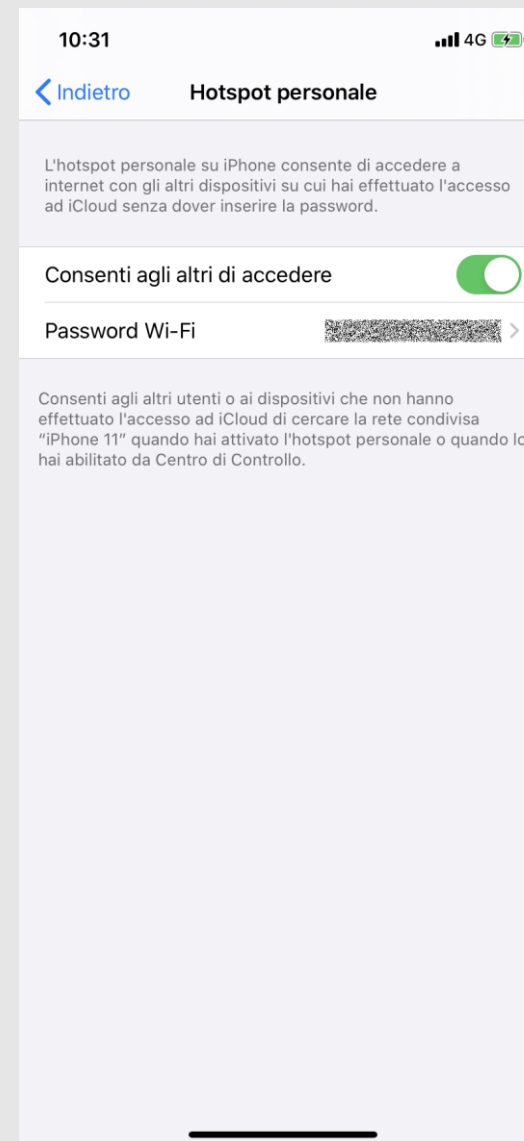 10:31
4G
Indietro
Hotspot personale
L'hotspot personale su iPhone consente di accedere a
internet con gli altri dispositivi su cui hai effettuato l'accesso
ad iCloud senza dover inserire la password.
Consenti agli altri di accedere
Password Wi-Fi
Consenti agli altri utenti o ai dispositivi che non hanno
effettuato l'accesso ad iCloud di cercare la rete condivisa
“iPhone 11” quando hai attivato l'hotspot personale o quando lo
hai abilitato da Centro di Controllo.